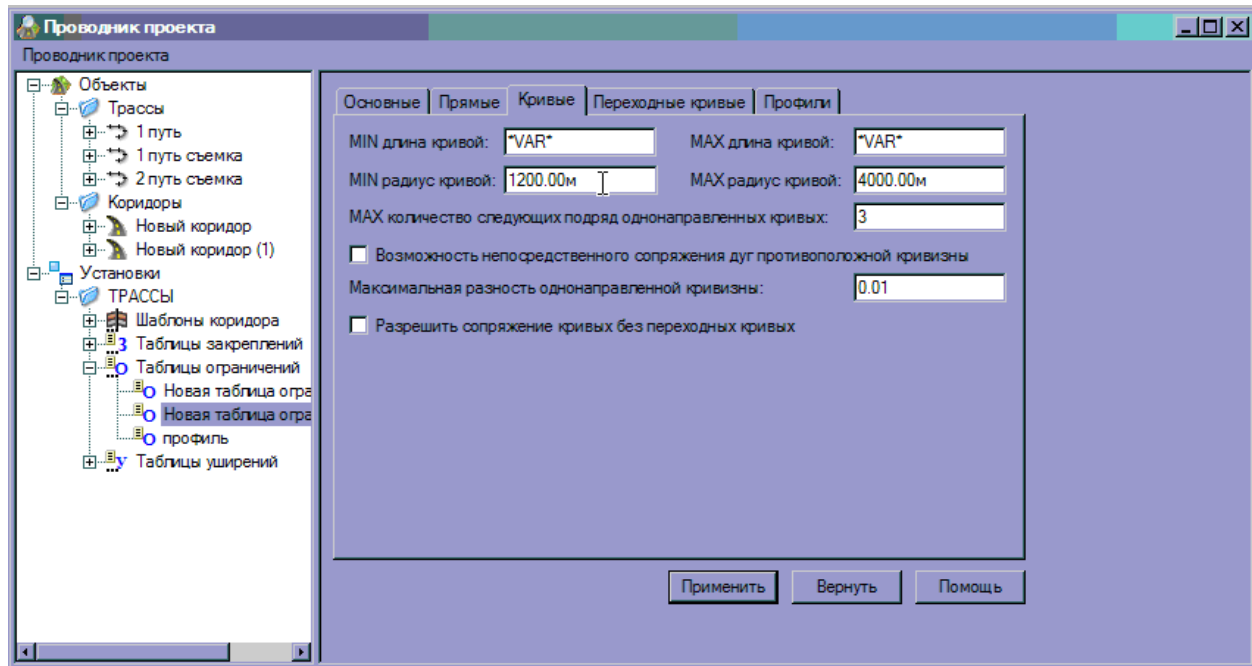 Проводник проекта
Проводник проекта
Объекты
Трассы
1 путь
1 путь съемка
2 путь съемка
Коридоры
Новый коридор
Новый коридор (1)
Установки
ТРАССЫ
Шаблоны коридора
Таблицы закреплений
Таблицы ограничений
Новая таблица огра
Новая таблица огра
профиль
Таблицы уширений
Основные Прямые Кривые Переходные кривые Профили
MIN длина кривой: *VAR* MAX длина кривой: *VAR*
MIN радиус кривой: 1200.00м MAX радиус кривой: 4000.00м
MAX количество следующих подряд однонаправленных кривых: 3
Возможность непосредственного сопряжения дуг противоположной кривизны
Максимальная разность однонаправленной кривизны: 0.01
Разрешить сопряжение кривых без переходных кривых
Применить Вернуть Помощь